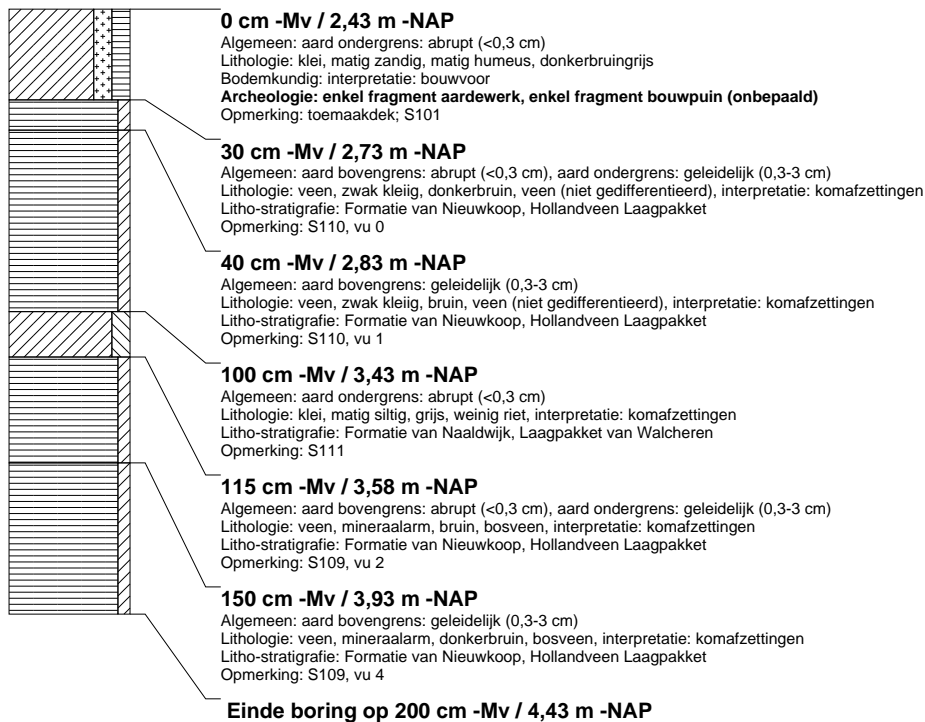 0 cm -Mv / 2,43 m -NAP
Algemeen: aard ondergrens: abrupt (<0,3 cm)
Lithologie: klei, matig zandig, matig humeus, donkerbruingrijs
Bodemkundig: interpretatie: bouwvoor
Archeologie: enkel fragment aardewerk, enkel fragment bouwpuin (onbepaald)
Opmerking: toemaakdek; S101
30 cm -Mv / 2,73 m -NAP
Algemeen: aard bovengrens: abrupt (<0,3 cm), aard ondergrens: geleidelijk (0,3-3 cm)
Lithologie: veen, zwak kleiig, donkerbruin, veen (niet gedifferentieerd), interpretatie: komafzettingen
Litho-stratigrafie: Formatie van Nieuwkoop, Hollandveen Laagpakket
Opmerking: S110, vu 0
40 cm -Mv / 2,83 m -NAP
Algemeen: aard bovengrens: geleidelijk (0,3-3 cm)
Lithologie: veen, zwak kleiig, bruin, veen (niet gedifferentieerd), interpretatie: komafzettingen
Litho-stratigrafie: Formatie van Nieuwkoop, Hollandveen Laagpakket
Opmerking: S110, vu 1
100 cm -Mv / 3,43 m -NAP
Algemeen: aard ondergrens: abrupt (<0,3 cm)
Lithologie: klei, matig siltig, grijs, weinig riet, interpretatie: komafzettingen
Litho-stratigrafie: Formatie van Naaldwijk, Laagpakket van Walcheren
Opmerking: S111
115 cm -Mv / 3,58 m -NAP
Algemeen: aard bovengrens: abrupt (<0,3 cm), aard ondergrens: geleidelijk (0,3-3 cm)
Lithologie: veen, mineraalarm, bruin, bosveen, interpretatie: komafzettingen
Litho-stratigrafie: Formatie van Nieuwkoop, Hollandveen Laagpakket
Opmerking: S109, vu 2
150 cm -Mv / 3,93 m -NAP
Algemeen: aard bovengrens: geleidelijk (0,3-3 cm)
Lithologie: veen, mineraalarm, donkerbruin, bosveen, interpretatie: komafzettingen
Litho-stratigrafie: Formatie van Nieuwkoop, Hollandveen Laagpakket
Opmerking: S109, vu 4
Einde boring op 200 cm -Mv / 4,43 m -NAP